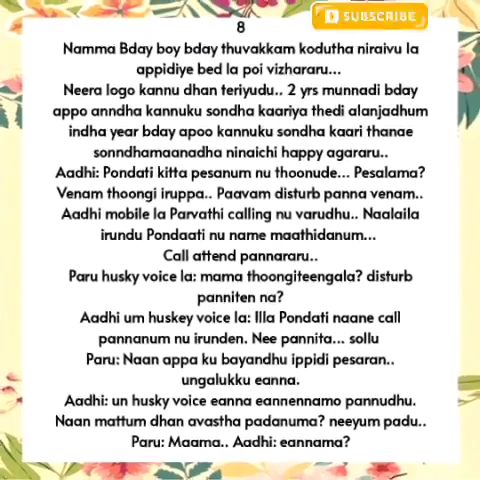 SUBSCRIBE
8
Namma Bday boy bday thuvakkam kodutha niraivu la
appidiye bed la poi vizhararu...
Neera logo kannu dhan teriyudu.. 2 yrs munnadi bday
appo anndha kannuku sondha kaariya thedi alanjadhum
indha year bday apoo kannuku sondha kaari thanae
sonndhamaanadha ninaichi happy agararu..
Aadhi: Pondati kitta pesanum nu thoonude... Pesalama?
Venam thoongi iruppa.. Paavam disturb panna venam..
Aadhi mobile la Parvathi calling nu varudhu.. Naalaila
irundu Pondaati nu name maathidanum...
Call attend pannararu..
Paru husky voice la: mama thoongiteengala? disturb
panniten na?
Aadhi um huskey voice la: Illa Pondati naane call
pannanum nu irunden. Nee pannita... sollu
Paru: Naan appa ku bayandhu ippidi pesaran..
ungalukku eanna.
Aadhi: un husky voice eanna eannennamo pannudhu.
Naan mattum dhan avastha padanuma? neeyum padu..
Paru: Maama.. Aadhi: eannama?